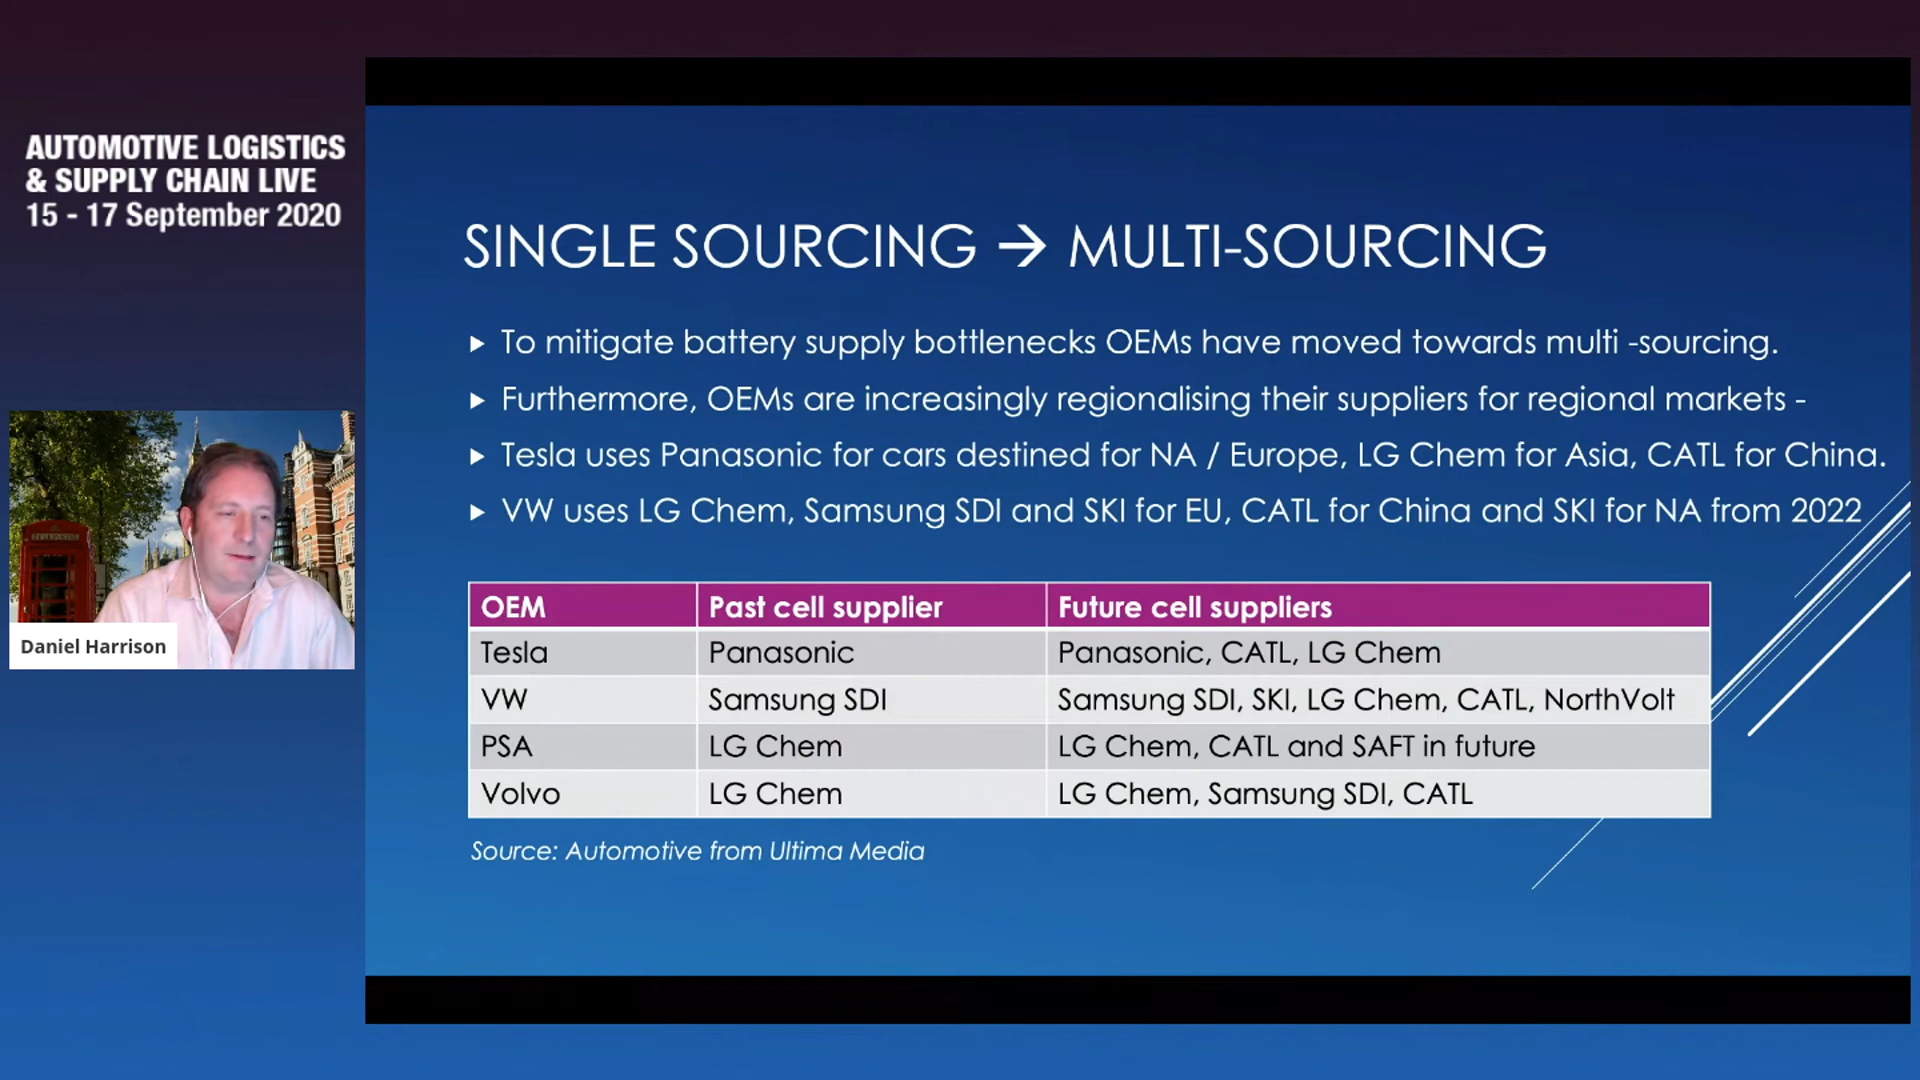 AUTOMOTIVE LOGISTICS
& SUPPLY CHAIN LIVE
15 - 17 September 2020
Daniel Harrison
SINGLE SOURCING → MULTI-SOURCING
To mitigate battery supply bottlenecks OEMs have moved towards multi -sourcing.
Furthermore, OEMs are increasingly regionalising their suppliers for regional markets -
Tesla uses Panasonic for cars destined for NA / Europe, LG Chem for Asia, CATL for China.
VW uses LG Chem, Samsung SDI and SKI for EU, CATL for China and SKI for NA from 2022
OEM Past cell supplier Future cell suppliers
Tesla Panasonic Panasonic, CATL, LG Chem
VW Samsung SDI Samsung SDI, SKI, LG Chem, CATL, NorthVolt
PSA LG Chem LG Chem, CATL and SAFT in future
Volvo LG Chem LG Chem, Samsung SDI, CATL
Source: Automotive from Ultima Media